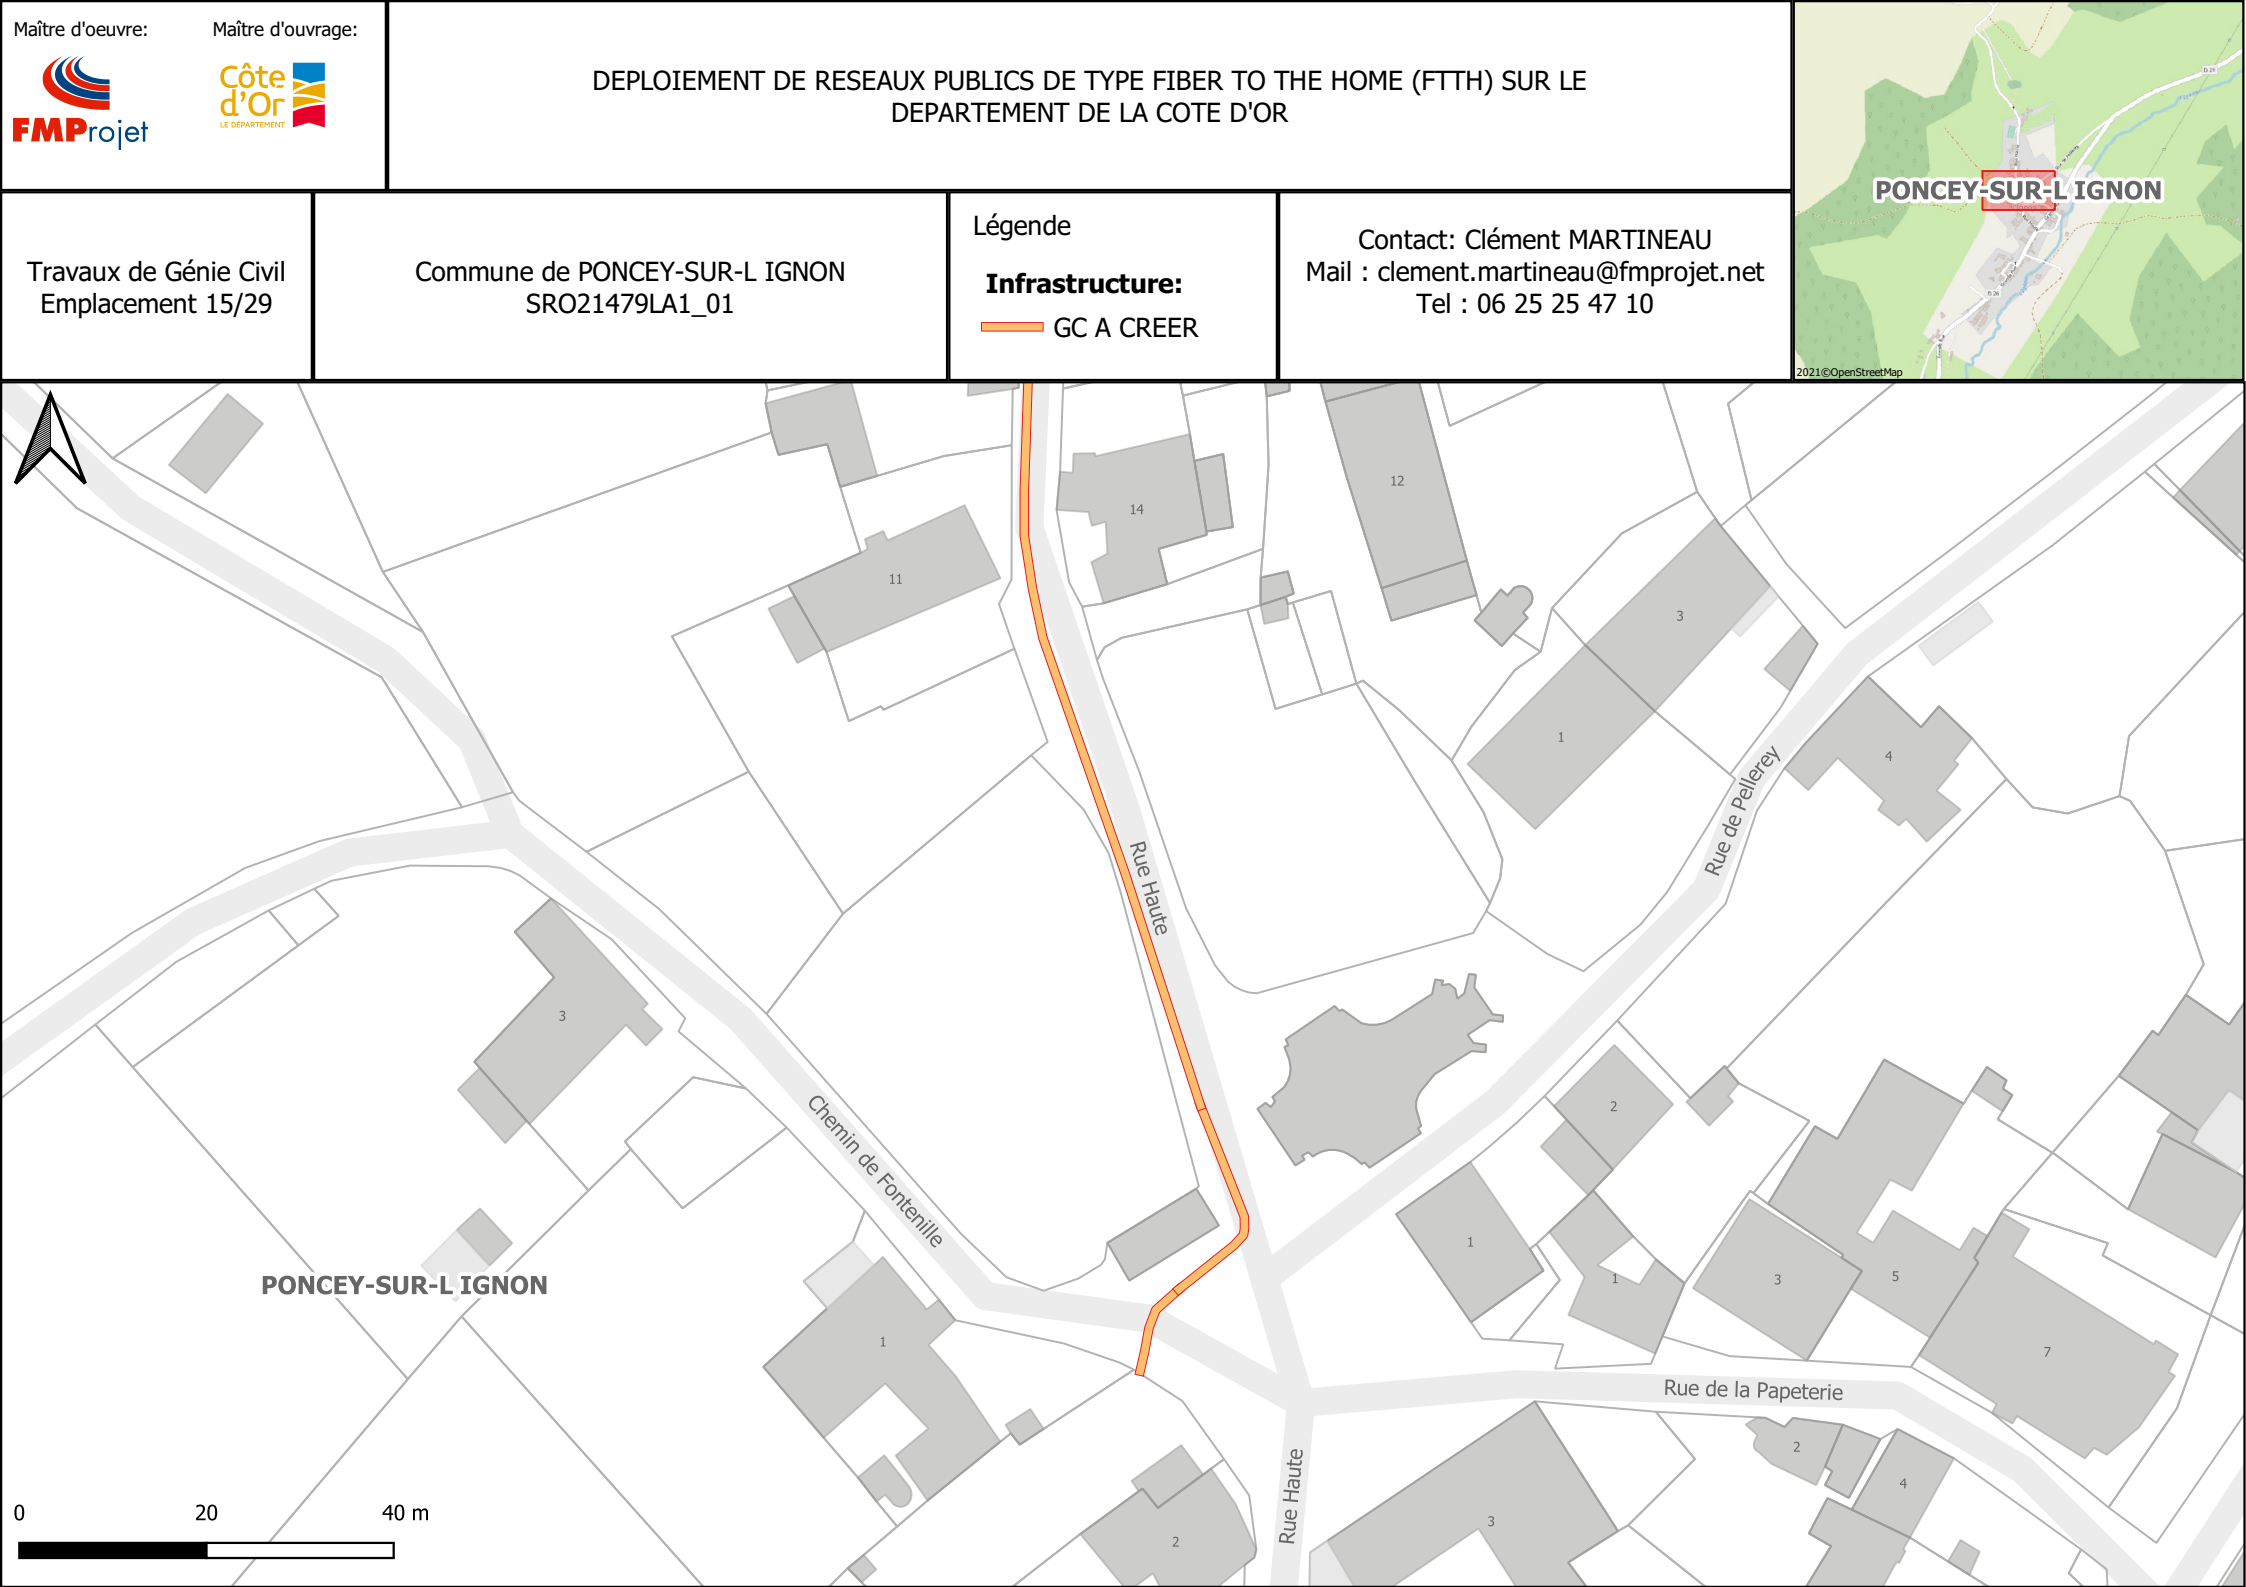 Maître d'oeuvre:
Maître d'ouvrage:
FMProjet
Côte
d'Or
LE DÉPARTEMENT
DEPLOIEMENT DE RESEAUX PUBLICS DE TYPE FIBER TO THE HOME (FTTH) SUR LE
DEPARTEMENT DE LA COTE D'OR
Travaux de Génie Civil
Emplacement 15/29
Commune de PONCEY-SUR-L IGNON
SRO21479LA1_01
Légende
Infrastructure:
GC A CREER
Contact: Clément MARTINEAU
Mail : clement.martineau@fmprojet.net
Tel : 06 25 25 47 10
PONCEY-SUR-L IGNON
D 26
2021©OpenStreetMap
12
14
11
3
1
4
Rue de Pellerey
Rue Haute
3
2
Chemin de Fontenille
1
1
3
5
PONCEY-SUR-L IGNON
1
7
Rue de la Papeterie
2
4
Rue Haute
3
2
0
20
40 m